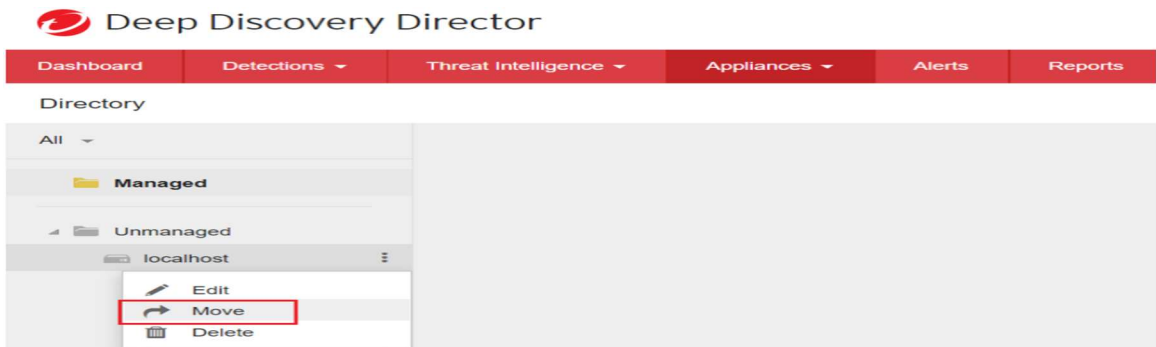 Deep Discovery Director
Dashboard Detections Threat Intelligence Appliances Alerts Reports
Directory
All
Managed
Unmanaged
localhost
Edit
Move
Delete